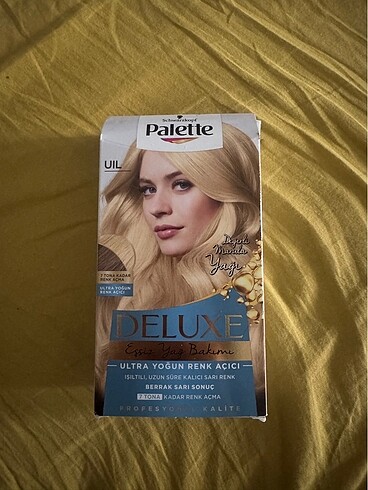 Schwarzkopf
Palette
UIL
Değerli
Marula
Yağı
7 TONA KADAR
RENK AÇMA
ULTRA YOĞUN
RENK AÇICI
DELUXE
Eşsiz Yağ Bakımı
ULTRA YOĞUN RENK AÇICI
IŞILTILI, UZUN SÜRE KALICI SARI RENK
BERRAK SARI SONUÇ
7 TONA KADAR RENK AÇMA
PROFESYONEL KALİTE